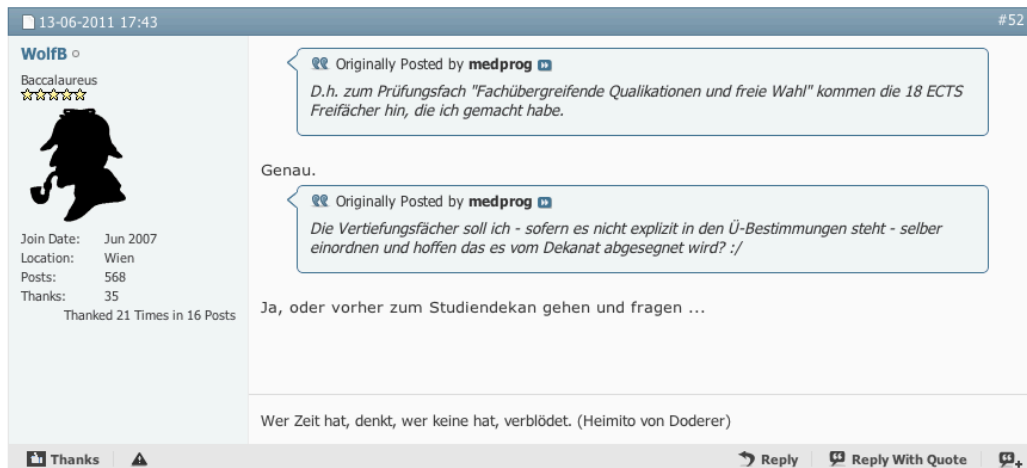 13-06-2011 17:43
#52
WolfB
Baccalaureus
Join Date: Jun 2007
Location: Wien
Posts: 568
Thanks: 35
Thanked 21 Times in 16 Posts
Originally Posted by medprog
D.h. zum Prüfungsfach "Fachübergreifende Qualikationen und freie Wahl" kommen die 18 ECTS
Freifächer hin, die ich gemacht habe.
Genau.
Originally Posted by medprog
Die Vertiefungsfächer soll ich - sofern es nicht explizit in den Ü-Bestimmungen steht - selber
einordnen und hoffen das es vom Dekanat abgesegnet wird? :/
Ja, oder vorher zum Studiendekan gehen und fragen ...
Wer Zeit hat, denkt, wer keine hat, verblödet. (Heimito von Doderer)
Thanks
Reply
Reply With Quote